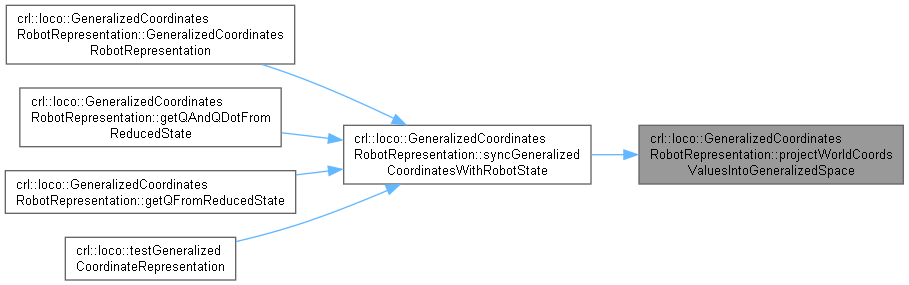 crl::loco::GeneralizedCoordinates
RobotRepresentation::GeneralizedCoordinates
RobotRepresentation
crl::loco::GeneralizedCoordinates
RobotRepresentation::getQAndQDotFrom
ReducedState
crl::loco::GeneralizedCoordinates
RobotRepresentation::getQFromReducedState
crl::loco::testGeneralized
CoordinateRepresentation
crl::loco::GeneralizedCoordinates
RobotRepresentation::syncGeneralized
CoordinatesWithRobotState
crl::loco::GeneralizedCoordinates
RobotRepresentation::projectWorldCoords
ValuesIntoGeneralizedSpace